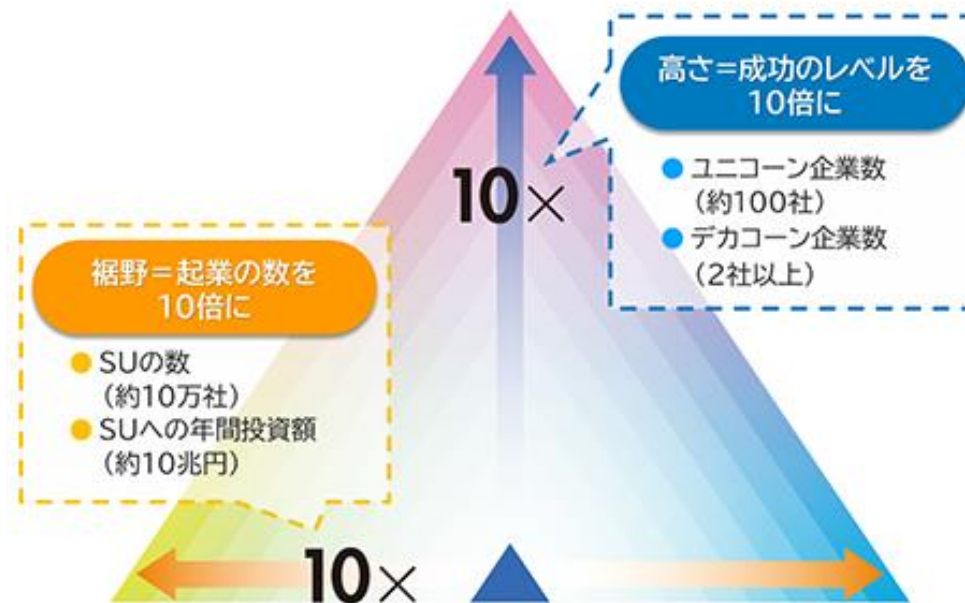 高さ=成功のレベルを
10倍に
● ユニコーン企業数
(約100社)
● デカコーン企業数
(2社以上)
10×
裾野=起業の数を
10倍に
● SUの数
(約10万社)
● SUへの年間投資額
(約10兆円)
10×